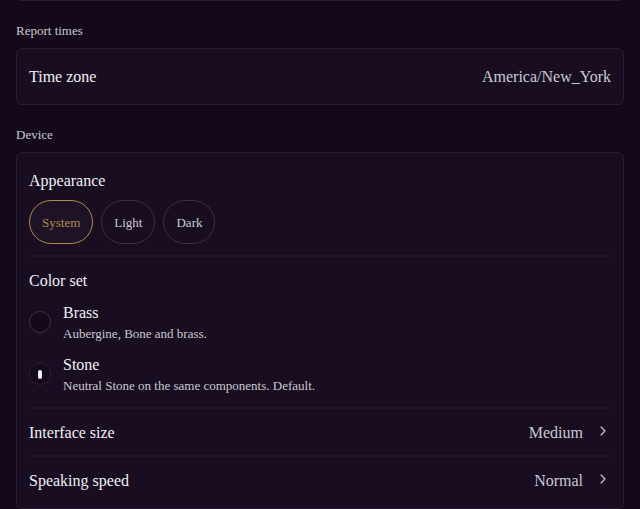 Report times
Time zone America/New_York
Device
Appearance
System Light Dark
Color set
Brass
Aubergine, Bone and brass.
Stone
Neutral Stone on the same components. Default.
Interface size Medium
Speaking speed Normal